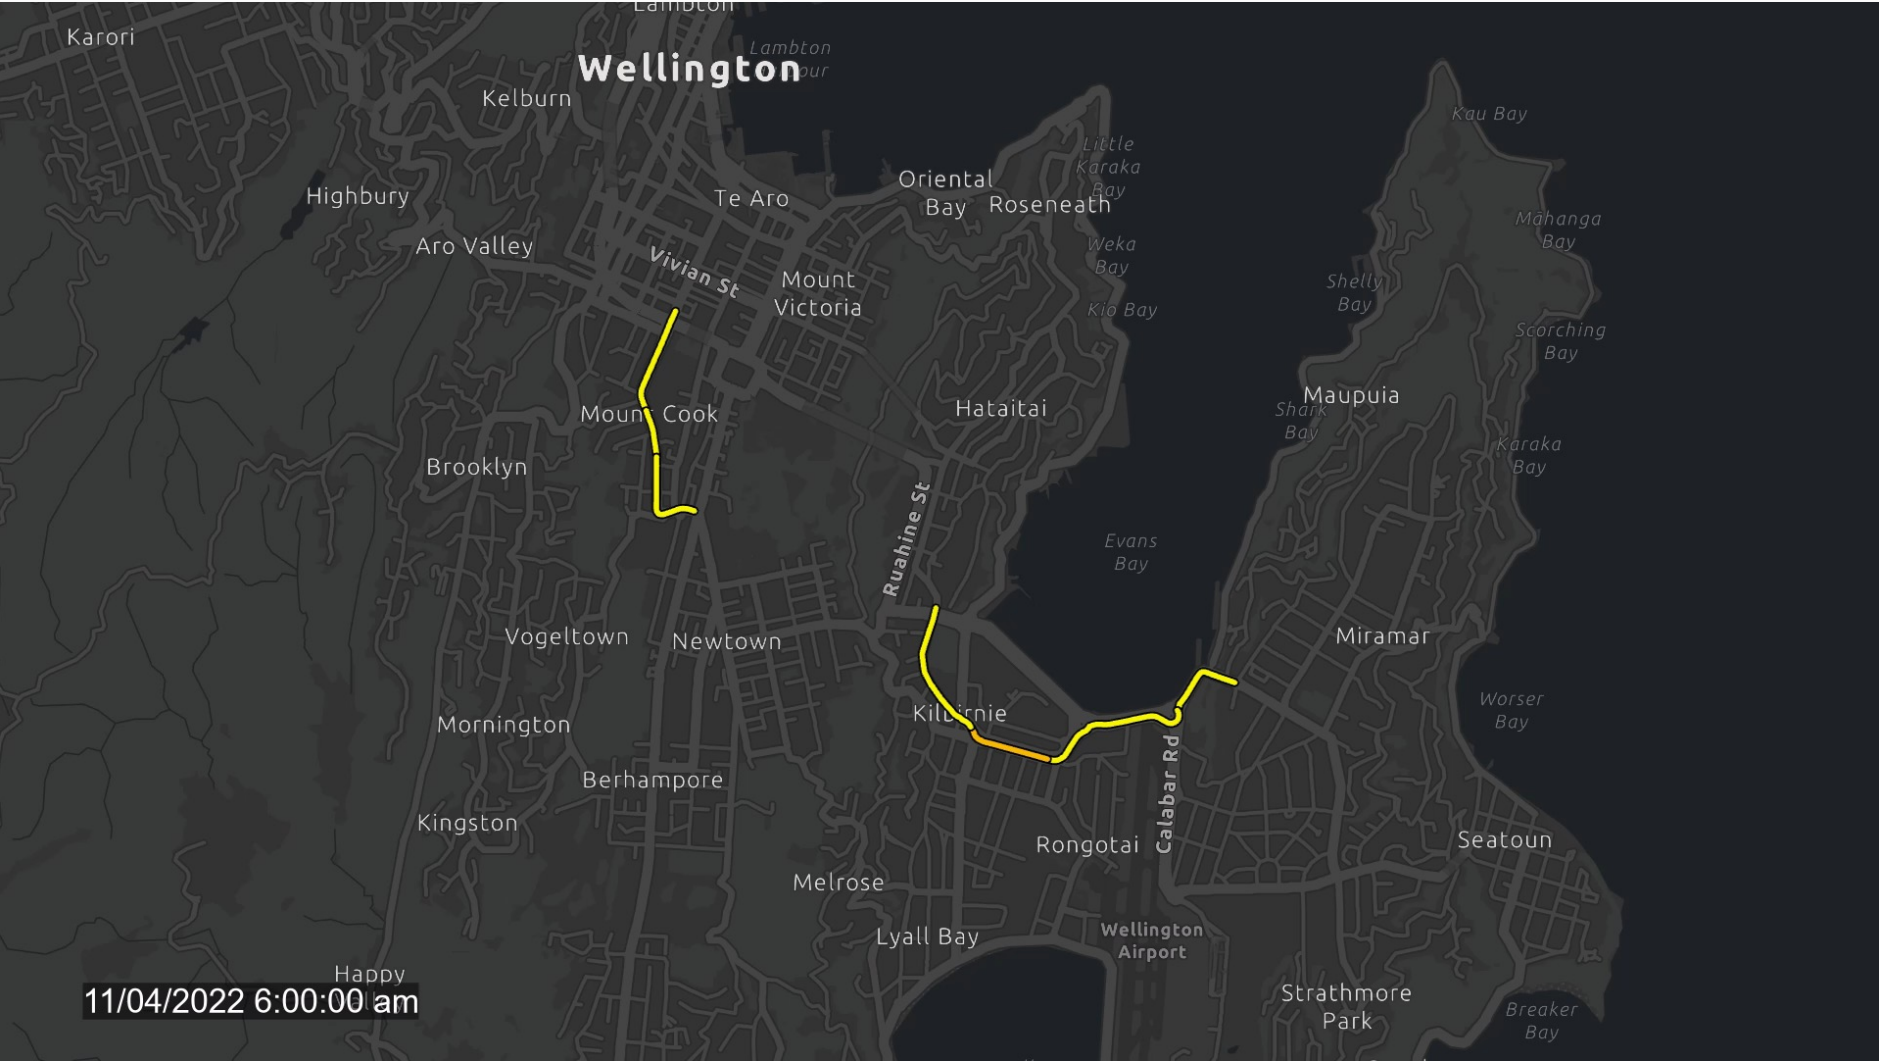 Lambton
Karori
Lambton
Wellington
our
Kelburn
Kau Bay
Little
Karaka
Bay
Highbury
Te Aro
Oriental
Bay
Roseneath
Māhanga
Bay
Aro Valley
Vivian St
Weka
Bay
Mount
Victoria
Shelly
Bay
Kio Bay
Scorching
Bay
Maupuia
Mount Cook
Hataitai
Shark
Bay
Karaka
Bay
Brooklyn
Ruahine St
Evans
Bay
Vogeltown
Newtown
Miramar
Kilbirnie
Worser
Bay
Mornington
Calabar Rd
Berhampore
Kingston
Rongotai
Seatoun
Melrose
Lyall Bay
Wellington
Airport
Happy
Valley
11/04/2022 6:00:00 am
Strathmore
Park
Breaker
Bay